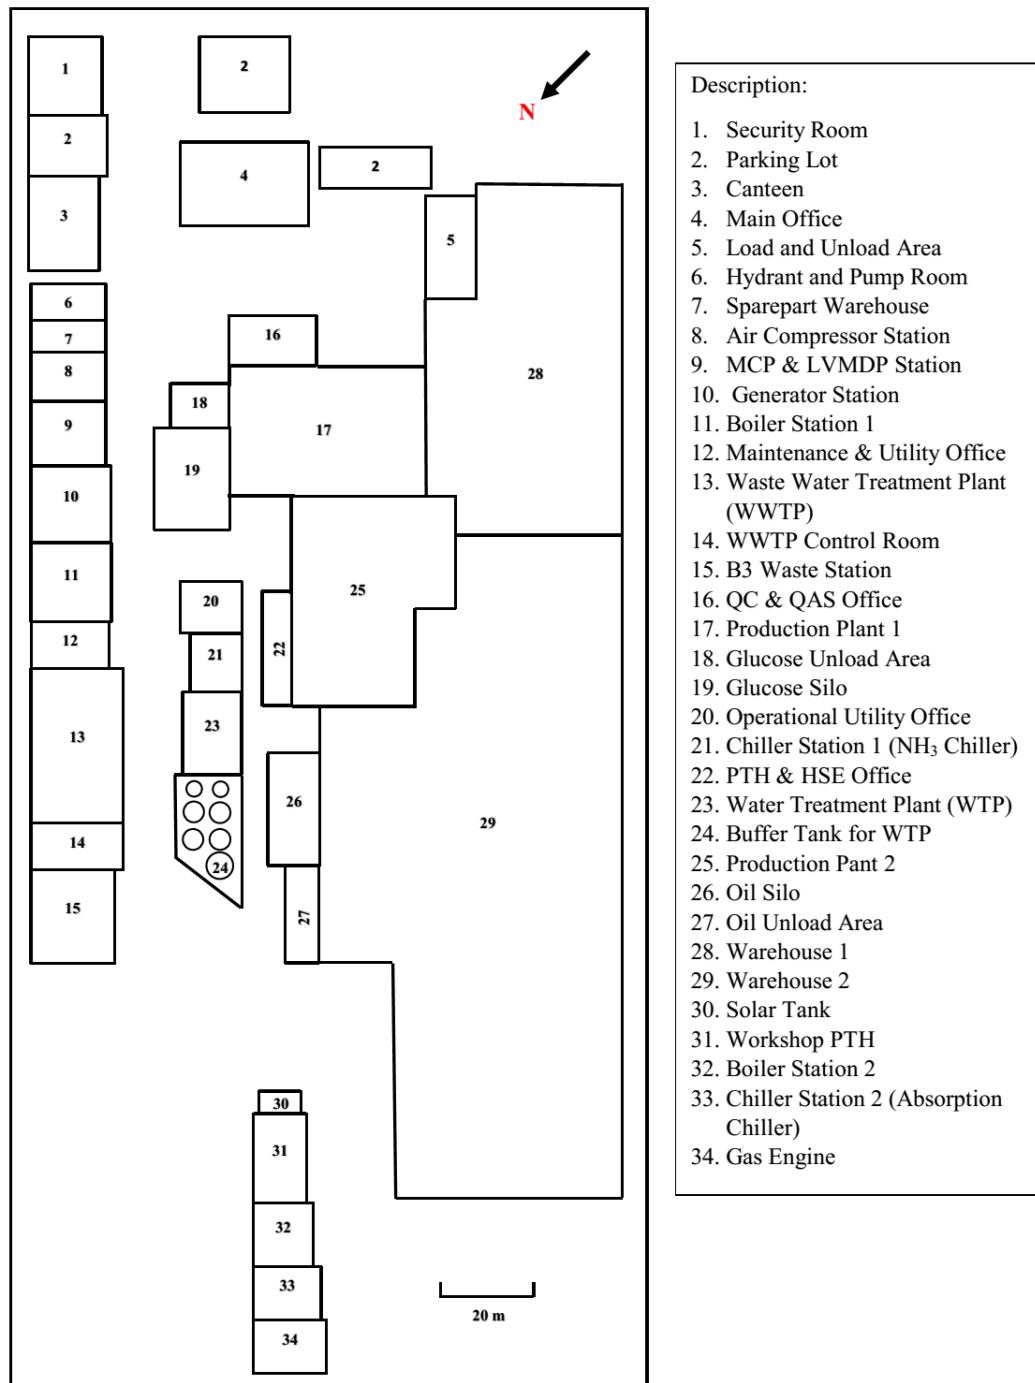 1
2
N
2
4
2
3
5
6
16
7
8
28
18
9
17
19
10
11
25
20
12
22
21
23
13
26
29
14
24
15
27
30
31
32
33
20 m
34
Description:
1. Security Room
2. Parking Lot
3. Canteen
4. Main Office
5. Load and Unload Area
6. Hydrant and Pump Room
7. Sparepart Warehouse
8. Air Compressor Station
9. MCP & LVMDP Station
10. Generator Station
11. Boiler Station 1
12. Maintenance & Utility Office
13. Waste Water Treatment Plant
(WWTP)
14. WWTP Control Room
15. B3 Waste Station
16. QC & QAS Office
17. Production Plant 1
18. Glucose Unload Area
19. Glucose Silo
20. Operational Utility Office
21. Chiller Station 1 (NH₃ Chiller)
22. PTH & HSE Office
23. Water Treatment Plant (WTP)
24. Buffer Tank for WTP
25. Production Pant 2
26. Oil Silo
27. Oil Unload Area
28. Warehouse 1
29. Warehouse 2
30. Solar Tank
31. Workshop PTH
32. Boiler Station 2
33. Chiller Station 2 (Absorption
Chiller)
34. Gas Engine